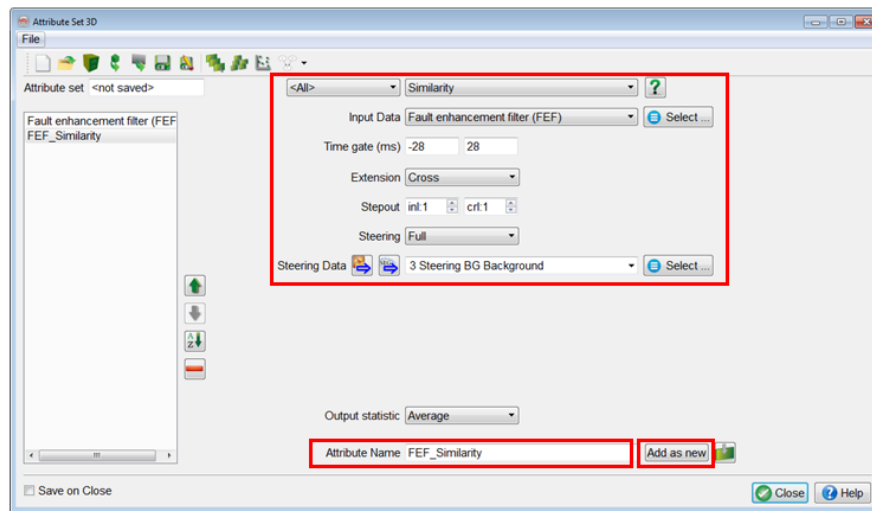 Attribute Set 3D
File
Attribute set <not saved>
<All> Similarity
Fault enhancement filter (FEF
FEF_Similarity
Input Data Fault enhancement filter (FEF) Select ...
Time gate (ms) -28 28
Extension Cross
Stepout inl:1 crl:1
Steering Full
Steering Data 3 Steering BG Background Select ...
Output statistic Average
Attribute Name FEF_Similarity Add as new
Save on Close
Close Help